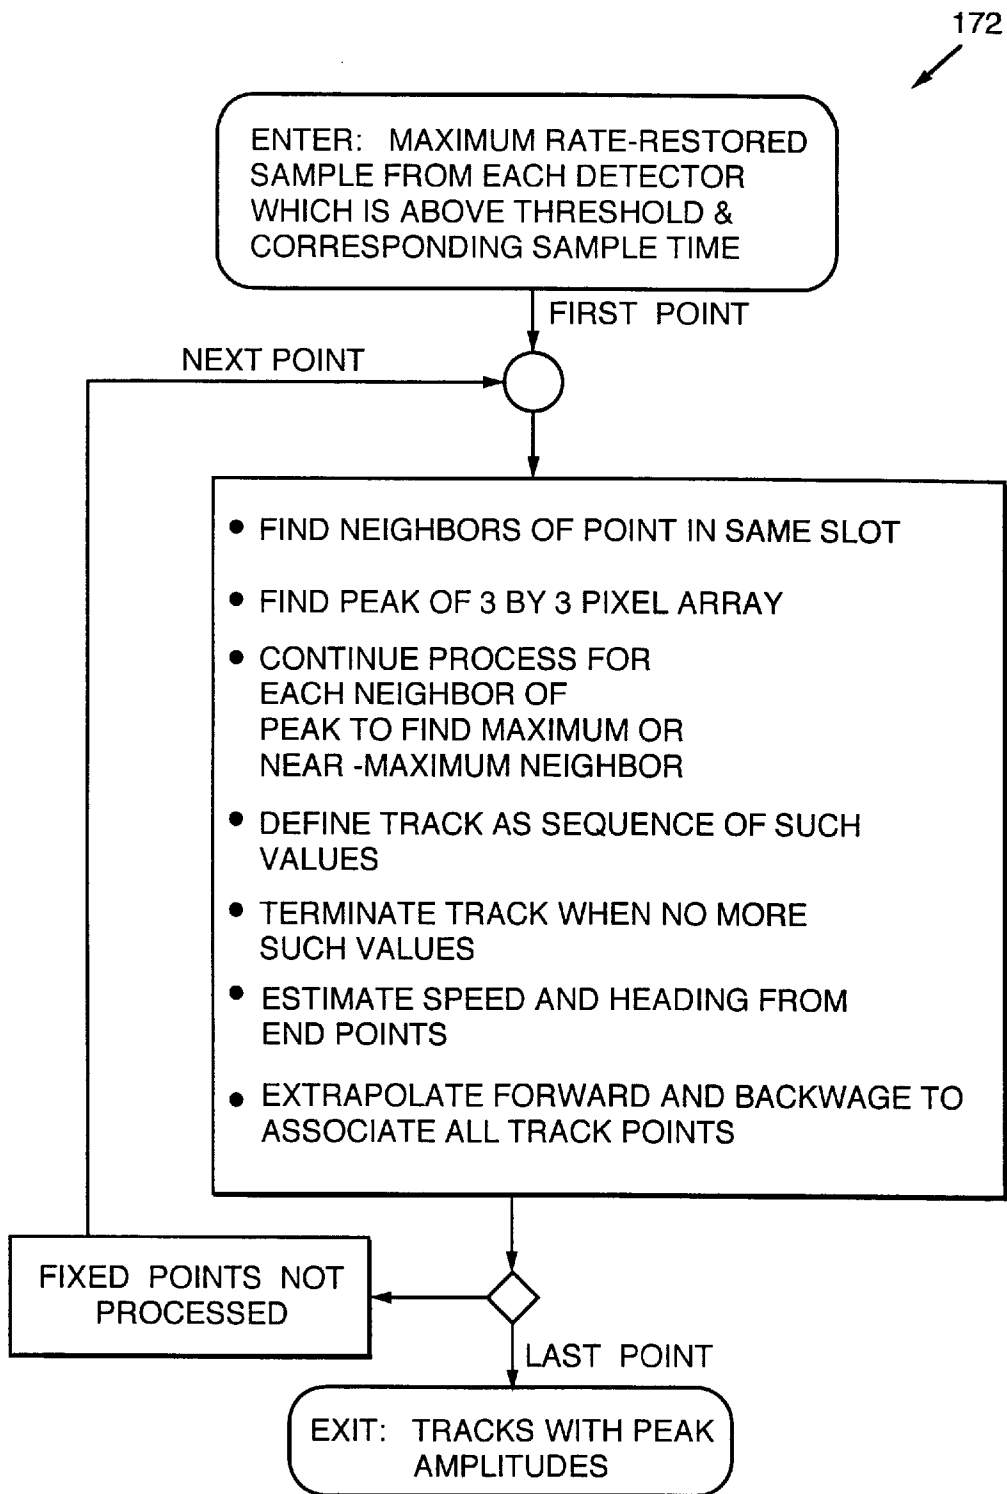 172
ENTER: MAXIMUM RATE-RESTORED
SAMPLE FROM EACH DETECTOR
WHICH IS ABOVE THRESHOLD &
CORRESPONDING SAMPLE TIME
FIRST POINT
NEXT POINT
• FIND NEIGHBORS OF POINT IN SAME SLOT
• FIND PEAK OF 3 BY 3 PIXEL ARRAY
• CONTINUE PROCESS FOR
EACH NEIGHBOR OF
PEAK TO FIND MAXIMUM OR
NEAR -MAXIMUM NEIGHBOR
• DEFINE TRACK AS SEQUENCE OF SUCH
VALUES
• TERMINATE TRACK WHEN NO MORE
SUCH VALUES
• ESTIMATE SPEED AND HEADING FROM
END POINTS
• EXTRAPOLATE FORWARD AND BACKWAGE TO
ASSOCIATE ALL TRACK POINTS
FIXED POINTS NOT
PROCESSED
LAST POINT
EXIT: TRACKS WITH PEAK
AMPLITUDES